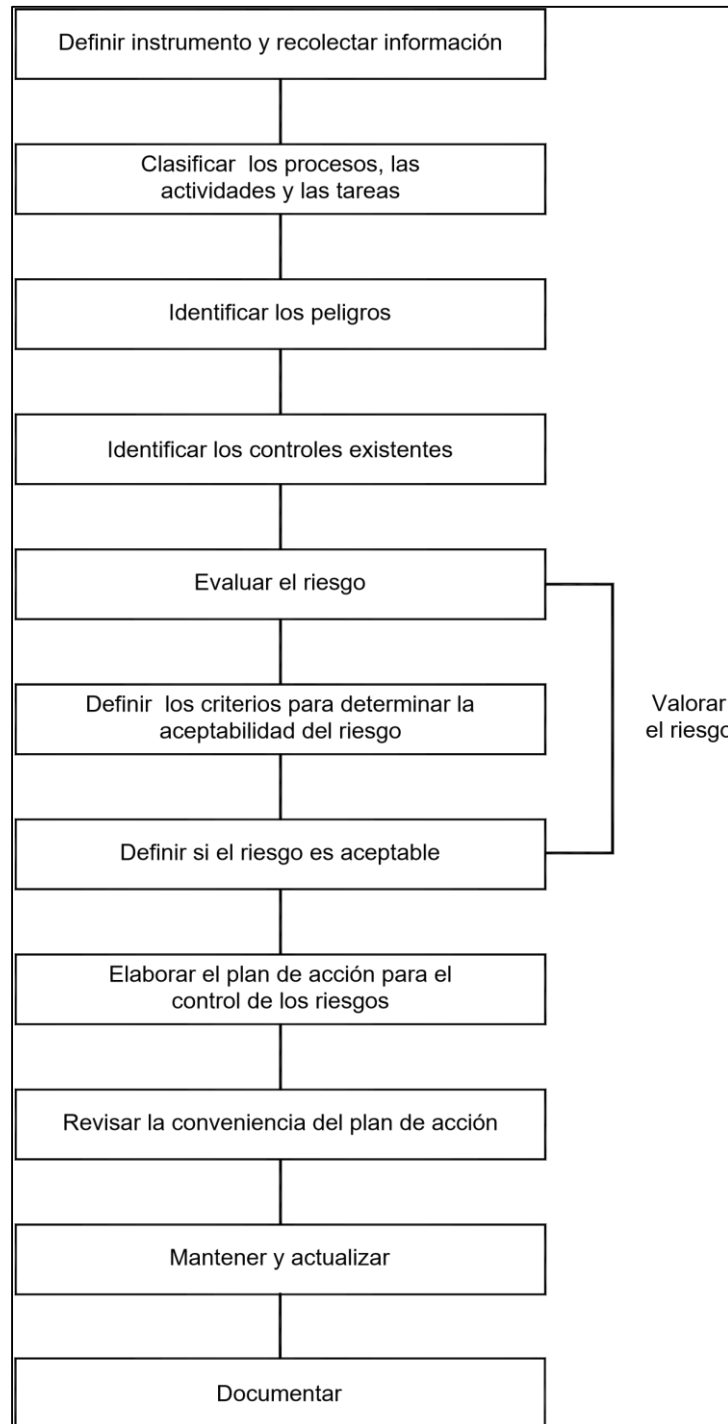 Definir instrumento y recolectar información
Clasificar los procesos, las
actividades y las tareas
Identificar los peligros
Identificar los controles existentes
Evaluar el riesgo
Definir los criterios para determinar la
aceptabilidad del riesgo
Valorar
el riesgo
Definir si el riesgo es aceptable
Elaborar el plan de acción para el
control de los riesgos
Revisar la conveniencia del plan de acción
Mantener y actualizar
Documentar